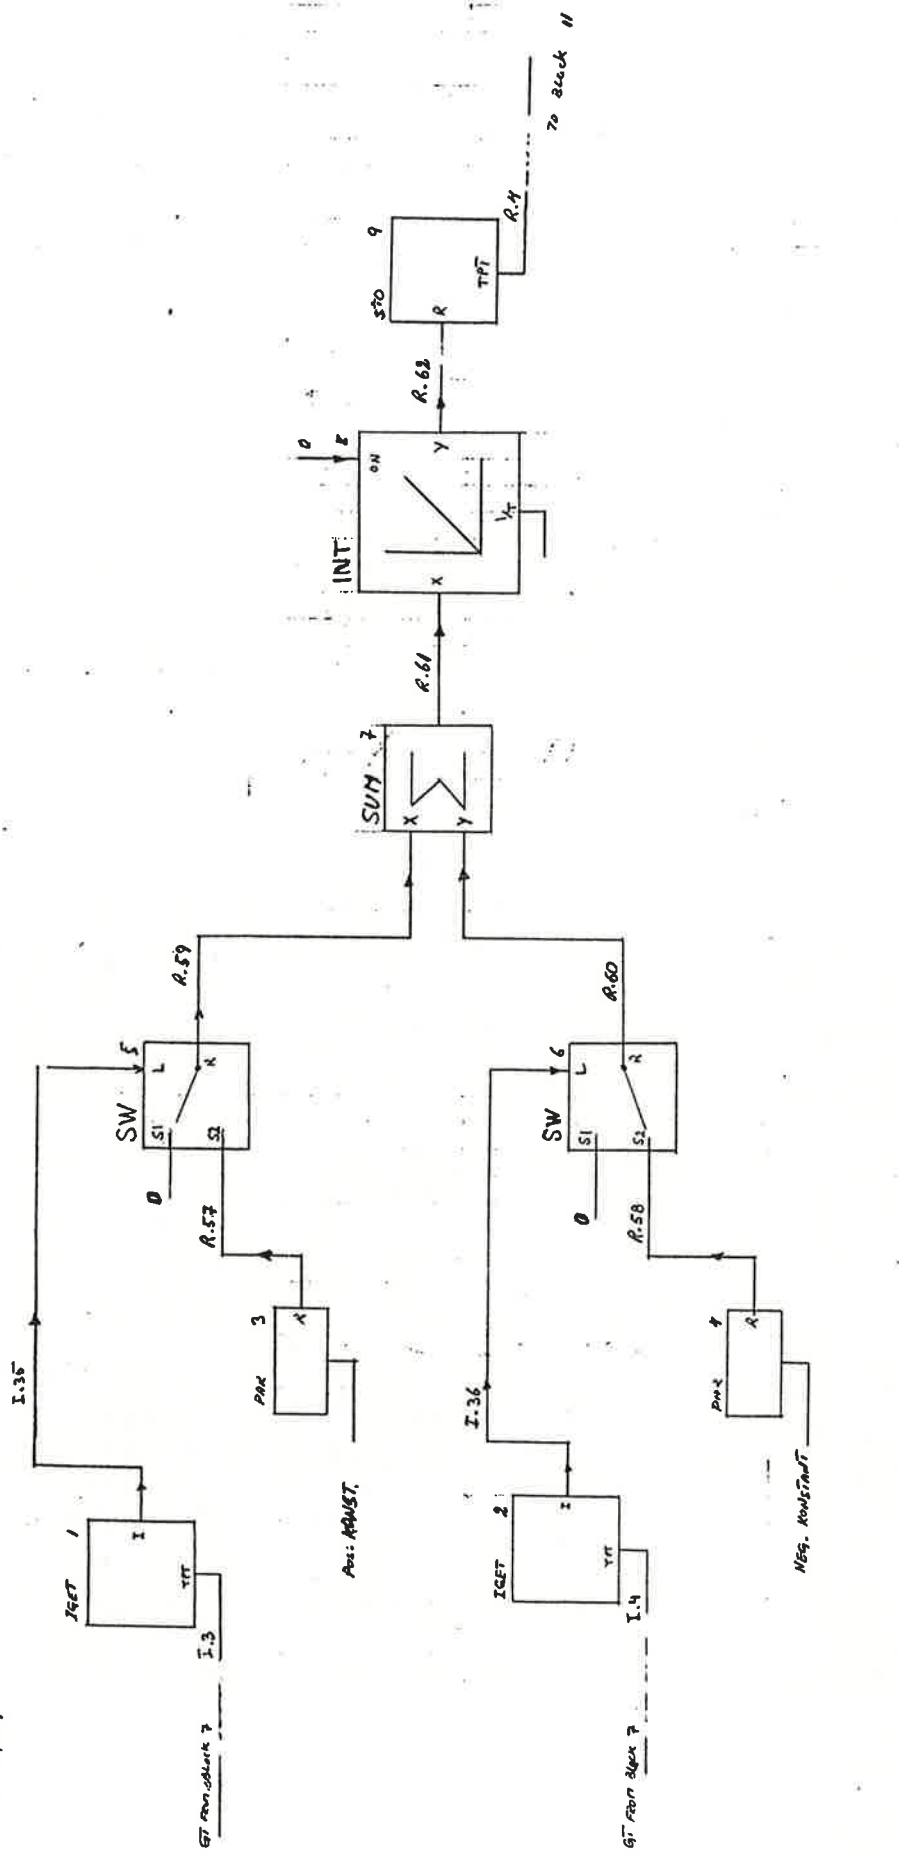 GT FROM BLOCK 7
I.3
IGET 1
I
TPT
I.35
POS: KONST.
PAR 3
R
R.57
0
SW 5
S1
L
S2
R
R.59
GT FROM BLOCK 7
I.4
IGET 2
I
TPT
I.36
NEG. KONSTANT
PAR 4
R
R.58
0
SW 6
S1
L
S2
R
R.60
SUM 7
X
Y
R.61
INT
0
8
ON
X
Y
1/T
R.62
STO 9
R
TPT
R.4
TO BLOCK 11